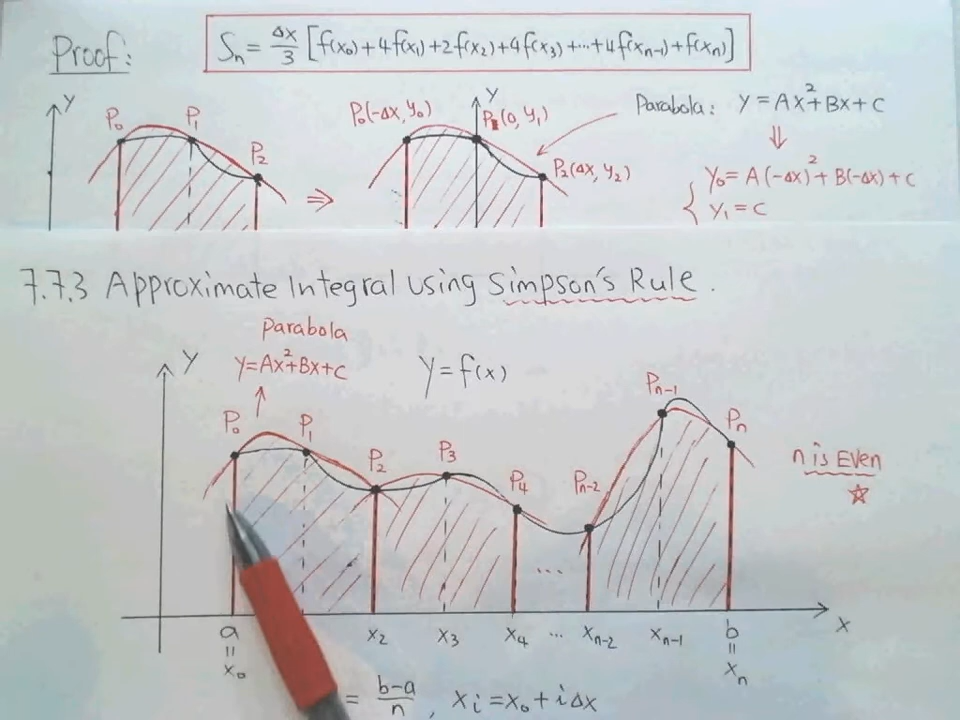 Proof: Sₙ = Δx/3 [f(x₀)+4f(x₁)+2f(x₂)+4f(x₃)+⋯+4f(xₙ₋₁)+f(xₙ)]
Y P₀ P₁ P₂
⇒
P₀(-Δx, y₀) Y P₁(0, y₁) P₂(Δx, y₂)
Parabola: y = Ax²+Bx+C
⇓
y₀ = A(-Δx)²+B(-Δx)+C
y₁ = C
7.7.3 Approximate Integral using Simpson's Rule.
Parabola
y=Ax²+Bx+C
Y y=f(x)
P₀ P₁ P₂ P₃ P₄ Pₙ₋₂ Pₙ₋₁ Pₙ
n is Even
☆
...
a x₂ x₃ x₄ ... xₙ₋₂ xₙ₋₁ b x
= =
x₀ xₙ
= b-a/n , xᵢ=x₀+iΔx